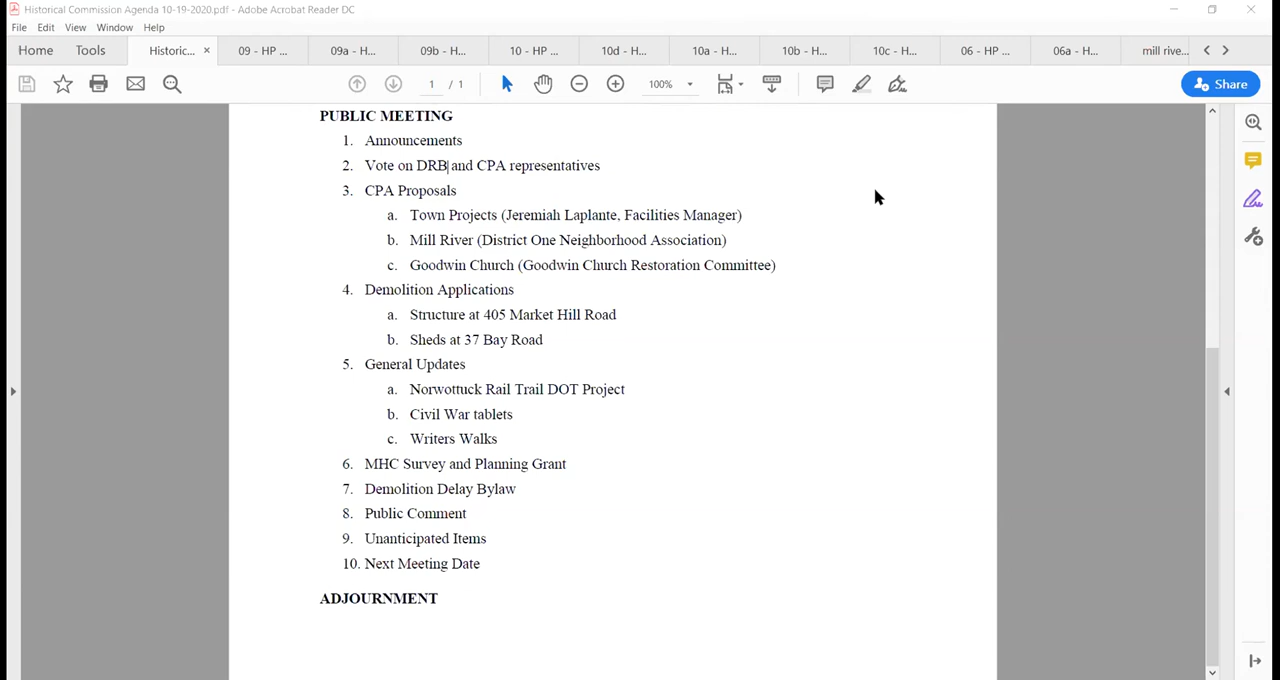 Historical Commission Agenda 10-19-2020.pdf - Adobe Acrobat Reader DC
File Edit View Window Help
Home Tools Historic... × 09 - HP ... 09a - H... 09b - H... 10 - HP ... 10d - H... 10a - H... 10b - H... 10c - H... 06 - HP ... 06a - H... mill rive...
1 / 1 100% Share
PUBLIC MEETING
1. Announcements
2. Vote on DRB and CPA representatives
3. CPA Proposals
a. Town Projects (Jeremiah Laplante, Facilities Manager)
b. Mill River (District One Neighborhood Association)
c. Goodwin Church (Goodwin Church Restoration Committee)
4. Demolition Applications
a. Structure at 405 Market Hill Road
b. Sheds at 37 Bay Road
5. General Updates
a. Norwottuck Rail Trail DOT Project
b. Civil War tablets
c. Writers Walks
6. MHC Survey and Planning Grant
7. Demolition Delay Bylaw
8. Public Comment
9. Unanticipated Items
10. Next Meeting Date
ADJOURNMENT